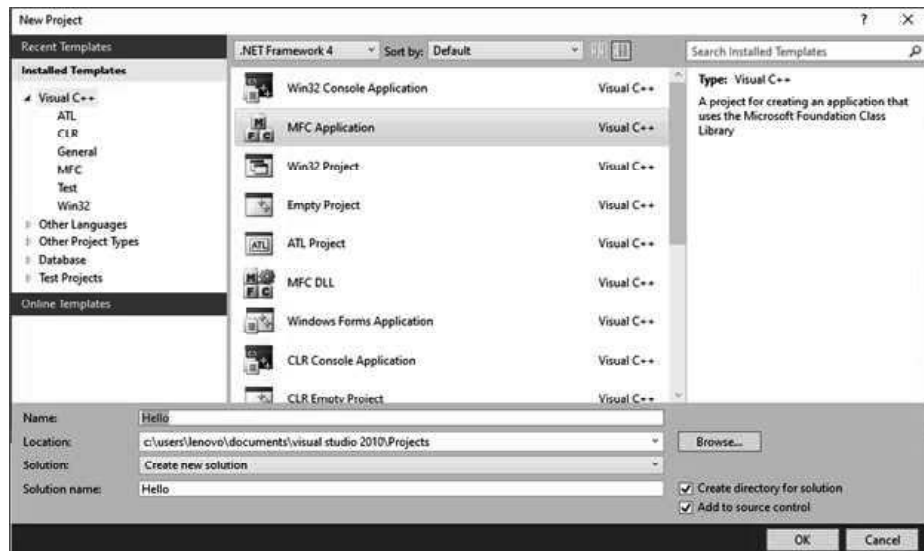 New Project
? ×
Recent Templates
.NET Framework 4
Sort by: Default
Search Installed Templates
Installed Templates
Visual C++
ATL
CLR
General
MFC
Test
Win32
Other Languages
Other Project Types
Database
Test Projects
Online Templates
Win32 Console Application Visual C++
MFC Application Visual C++
Win32 Project Visual C++
Empty Project Visual C++
ATL Project Visual C++
MFC DLL Visual C++
Windows Forms Application Visual C++
CLR Console Application Visual C++
CLR Empty Project Visual C++
Type: Visual C++
A project for creating an application that
uses the Microsoft Foundation Class
Library
Name: Hello
Location: c:\users\lenovo\documents\visual studio 2010\Projects
Browse...
Solution: Create new solution
Solution name: Hello
Create directory for solution
Add to source control
OK Cancel